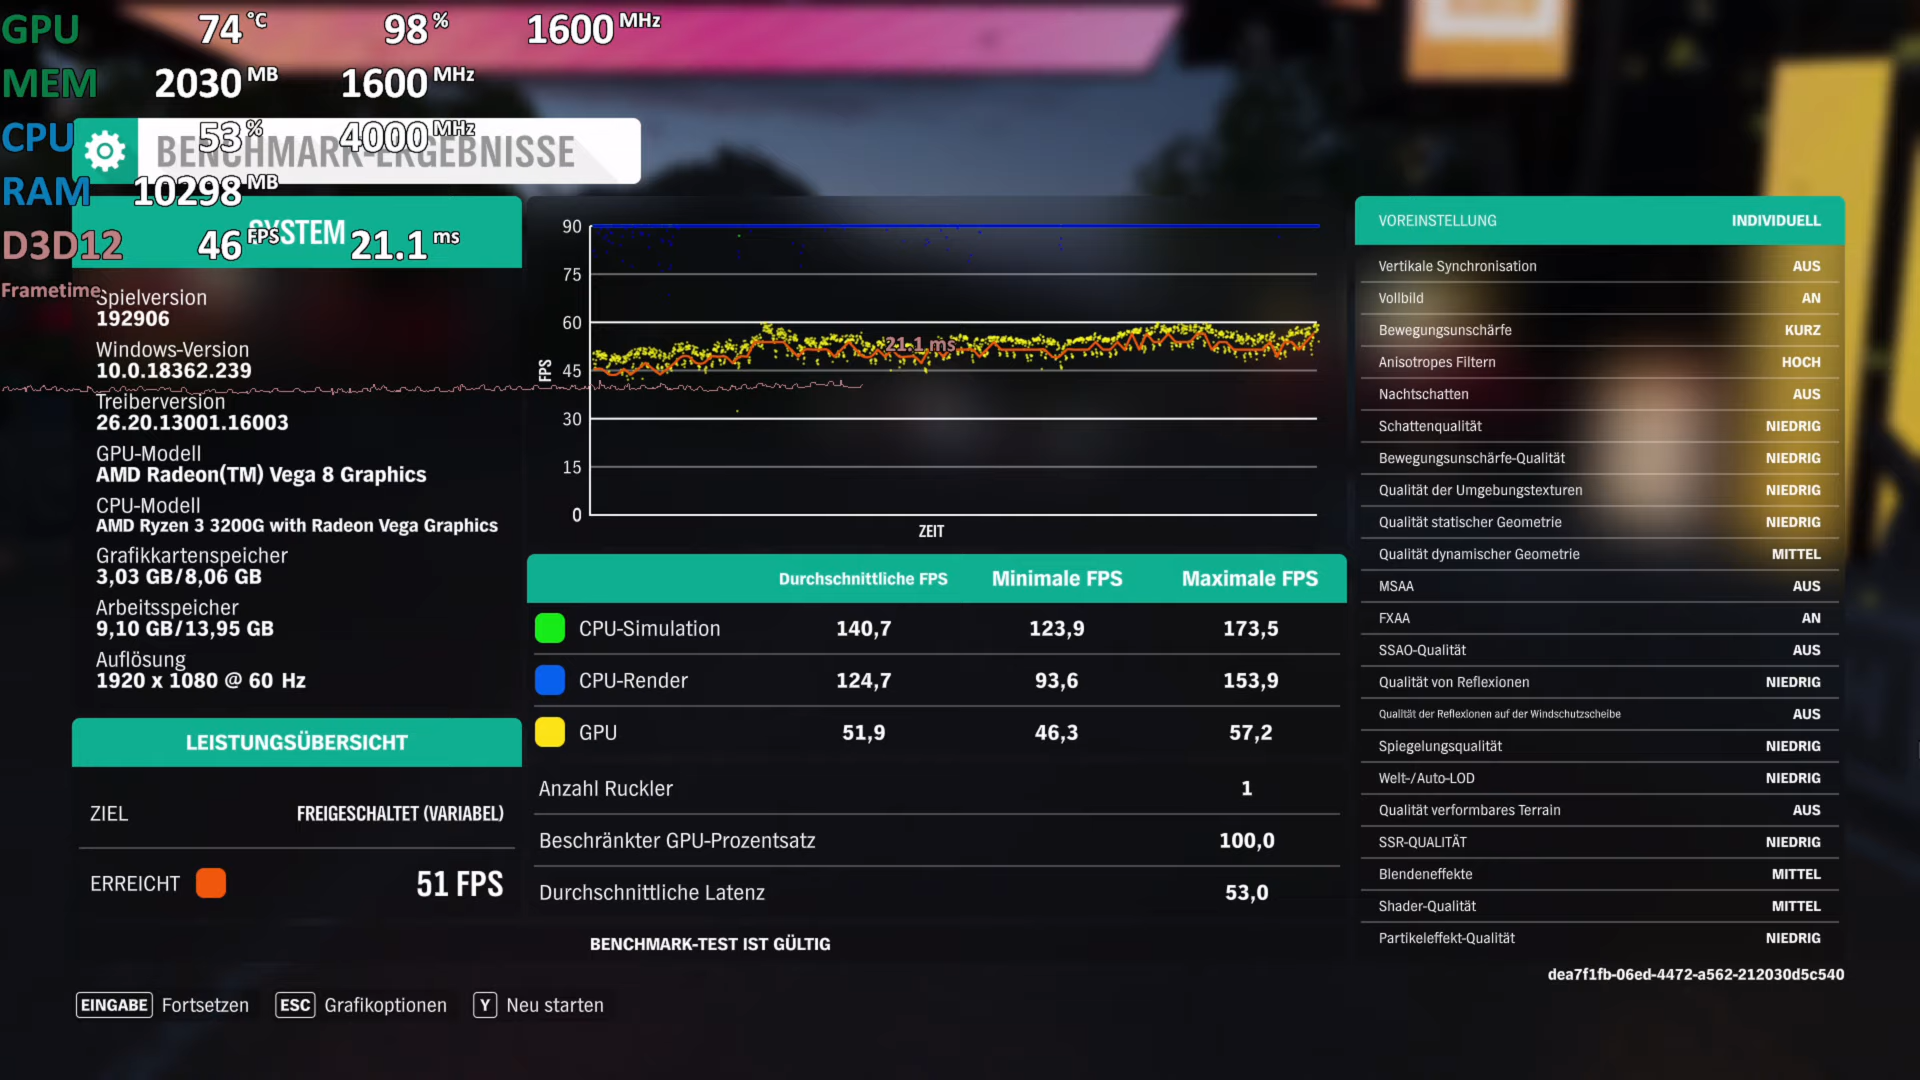 GPU 74 °C 98 % 1600 MHz
MEM 2030 MB 1600 MHz
CPU 53 % 4000 MHz
BENCHMARK-ERGEBNISSE
RAM 10298 MB
SYSTEM
D3D12 46 FPS 21.1 ms
Frametime
Spielversion
192906
Windows-Version
10.0.18362.239
Treiberversion
26.20.13001.16003
GPU-Modell
AMD Radeon(TM) Vega 8 Graphics
CPU-Modell
AMD Ryzen 3 3200G with Radeon Vega Graphics
Grafikkartenspeicher
3,03 GB/8,06 GB
Arbeitsspeicher
9,10 GB/13,95 GB
Auflösung
1920 x 1080 @ 60 Hz
LEISTUNGSÜBERSICHT
ZIEL FREIGESCHALTET (VARIABEL)
ERREICHT 51 FPS
90
75
60
45
30
15
0
FPS
21.1 ms
ZEIT
Durchschnittliche FPS Minimale FPS Maximale FPS
CPU-Simulation 140,7 123,9 173,5
CPU-Render 124,7 93,6 153,9
GPU 51,9 46,3 57,2
Anzahl Ruckler 1
Beschränkter GPU-Prozentsatz 100,0
Durchschnittliche Latenz 53,0
BENCHMARK-TEST IST GÜLTIG
VOREINSTELLUNG INDIVIDUELL
Vertikale Synchronisation AUS
Vollbild AN
Bewegungsunschärfe KURZ
Anisotropes Filtern HOCH
Nachtschatten AUS
Schattenqualität NIEDRIG
Bewegungsunschärfe-Qualität NIEDRIG
Qualität der Umgebungstexturen NIEDRIG
Qualität statischer Geometrie NIEDRIG
Qualität dynamischer Geometrie MITTEL
MSAA AUS
FXAA AN
SSAO-Qualität AUS
Qualität von Reflexionen NIEDRIG
Qualität der Reflexionen auf der Windschutzscheibe AUS
Spiegelungsqualität NIEDRIG
Welt-/Auto-LOD NIEDRIG
Qualität verformbares Terrain AUS
SSR-QUALITÄT NIEDRIG
Blendeneffekte MITTEL
Shader-Qualität MITTEL
Partikeleffekt-Qualität NIEDRIG
dea7f1fb-06ed-4472-a562-212030d5c540
EINGABE Fortsetzen ESC Grafikoptionen Y Neu starten